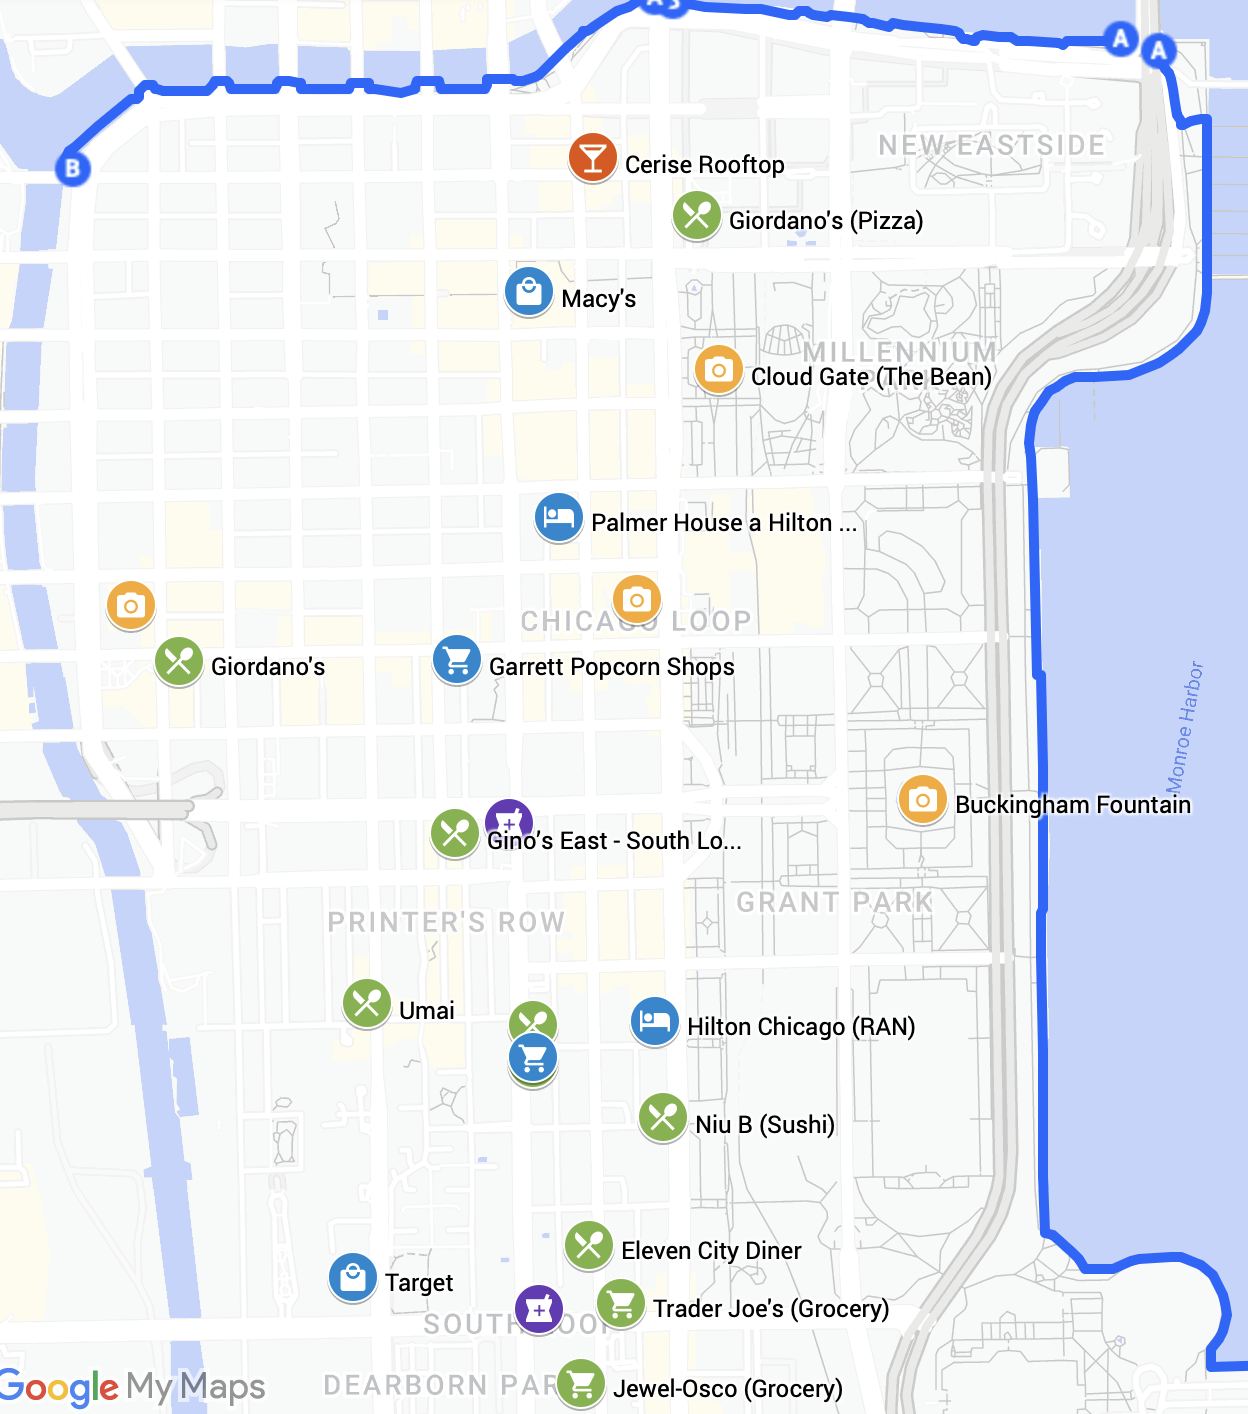 A
A
A
B
NEW EASTSIDE
Cerise Rooftop
Giordano's (Pizza)
Macy's
MILLENNIUM
Cloud Gate (The Bean)
Palmer House a Hilton ...
CHICAGO LOOP
Giordano's
Garrett Popcorn Shops
Monroe Harbor
Buckingham Fountain
Gino's East - South Lo...
GRANT PARK
PRINTER'S ROW
Umai
Hilton Chicago (RAN)
Niu B (Sushi)
Eleven City Diner
Target
Trader Joe's (Grocery)
SOUTH LOOP
DEARBORN PARK
Jewel-Osco (Grocery)
Google My Maps